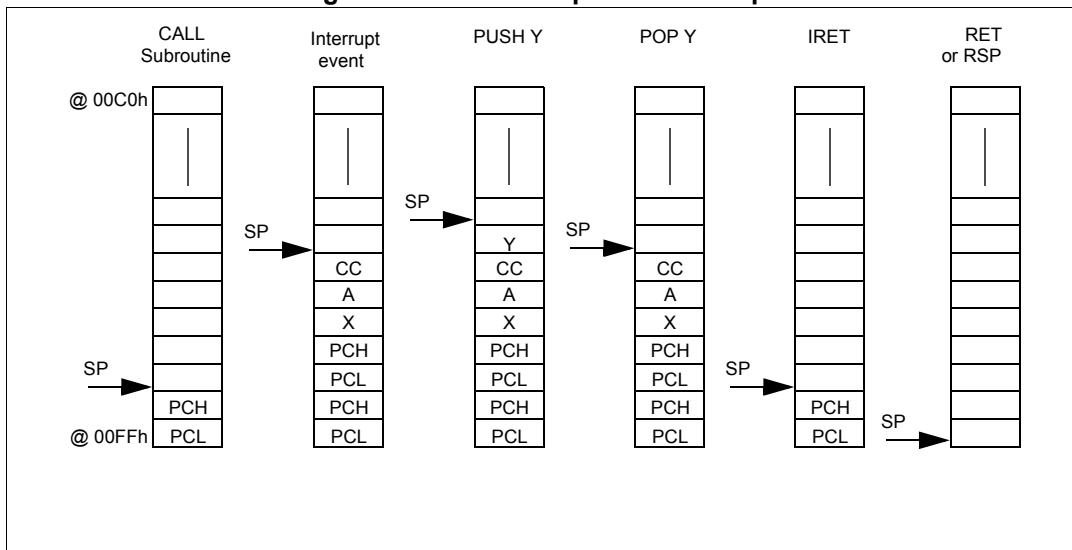 CALL
Subroutine
Interrupt
event
PUSH Y
POP Y
IRET
RET
or RSP
@ 00C0h
SP
PCH
@ 00FFh
PCL
SP
CC
A
X
PCH
PCL
PCH
PCL
SP
Y
CC
A
X
PCH
PCL
PCH
PCL
SP
CC
A
X
PCH
PCL
PCH
PCL
SP
PCH
PCL
SP